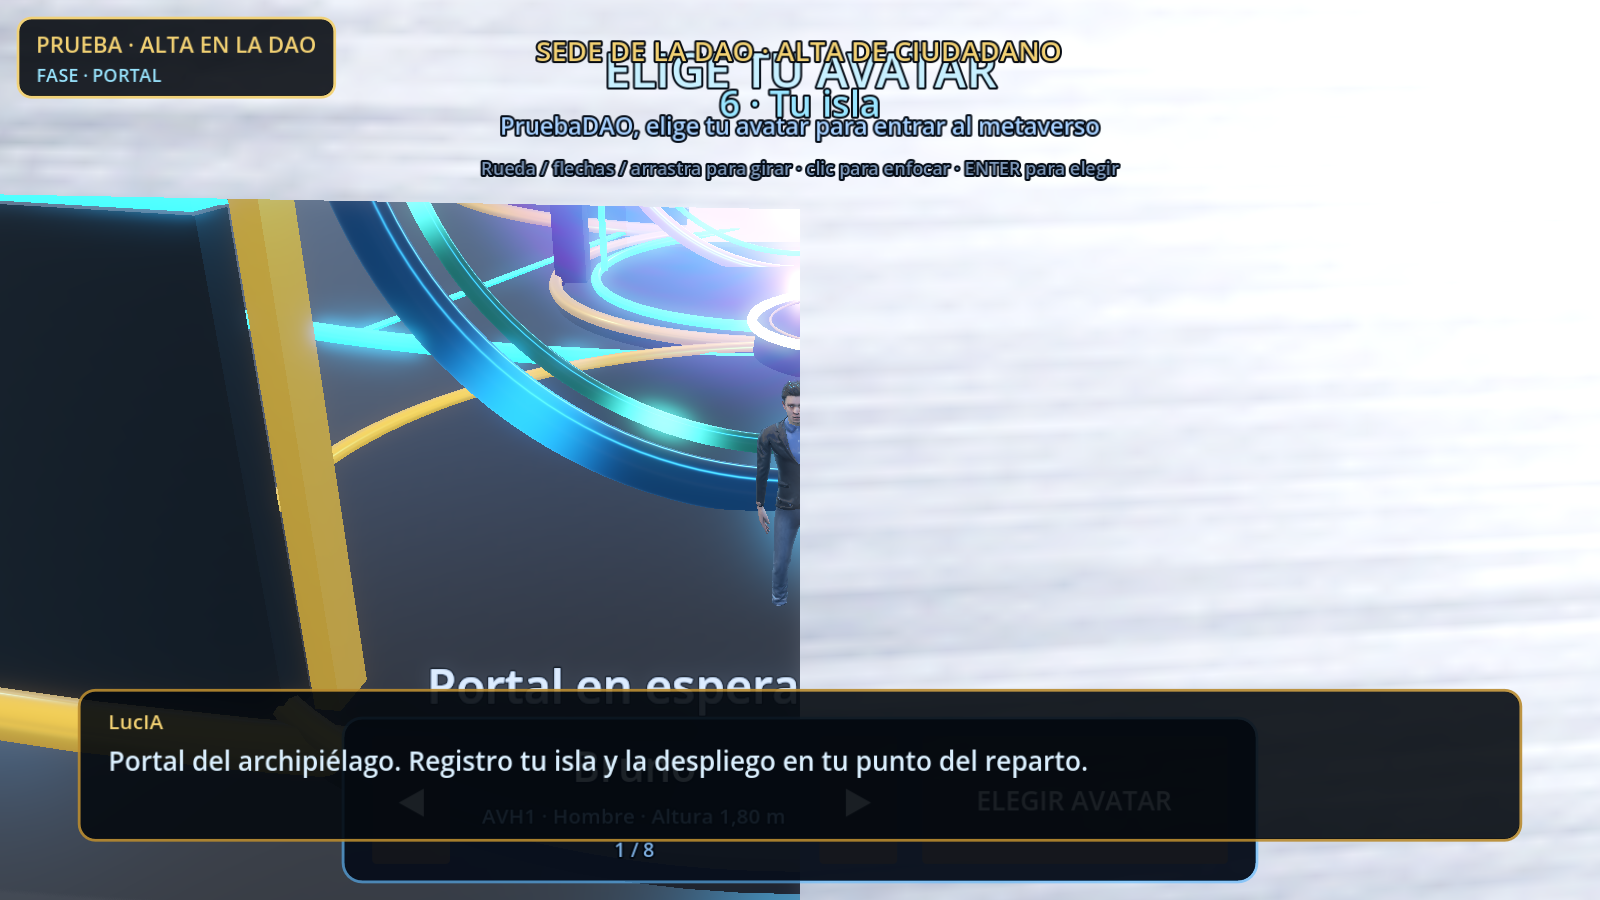 PRUEBA · ALTA EN LA DAO
FASE · PORTAL
SEDE DE LA DAO · ALTA DE CIUDADANO
ELIGE TU AVATAR
6 · Tu isla
PruebaDAO, elige tu avatar para entrar al metaverso
Rueda / flechas / arrastra para girar · clic para enfocar · ENTER para elegir
Portal en espera
LucIA
Portal del archipiélago. Registro tu isla y la despliego en tu punto del reparto.
Bruno
◀
▶
ELEGIR AVATAR
AVH1 · Hombre · Altura 1,80 m
1 / 8